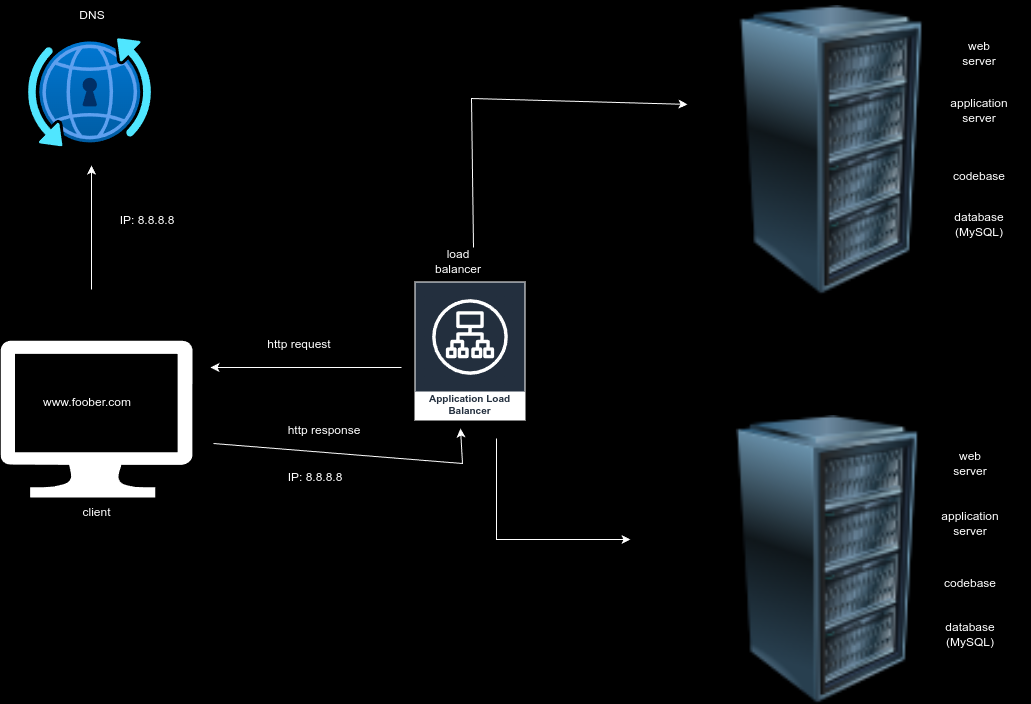 DNS
IP: 8.8.8.8
www.foober.com
client
http request
http response
IP: 8.8.8.8
load
balancer
Application Load
Balancer
web
server
application
server
codebase
database
(MySQL)
web
server
application
server
codebase
database
(MySQL)